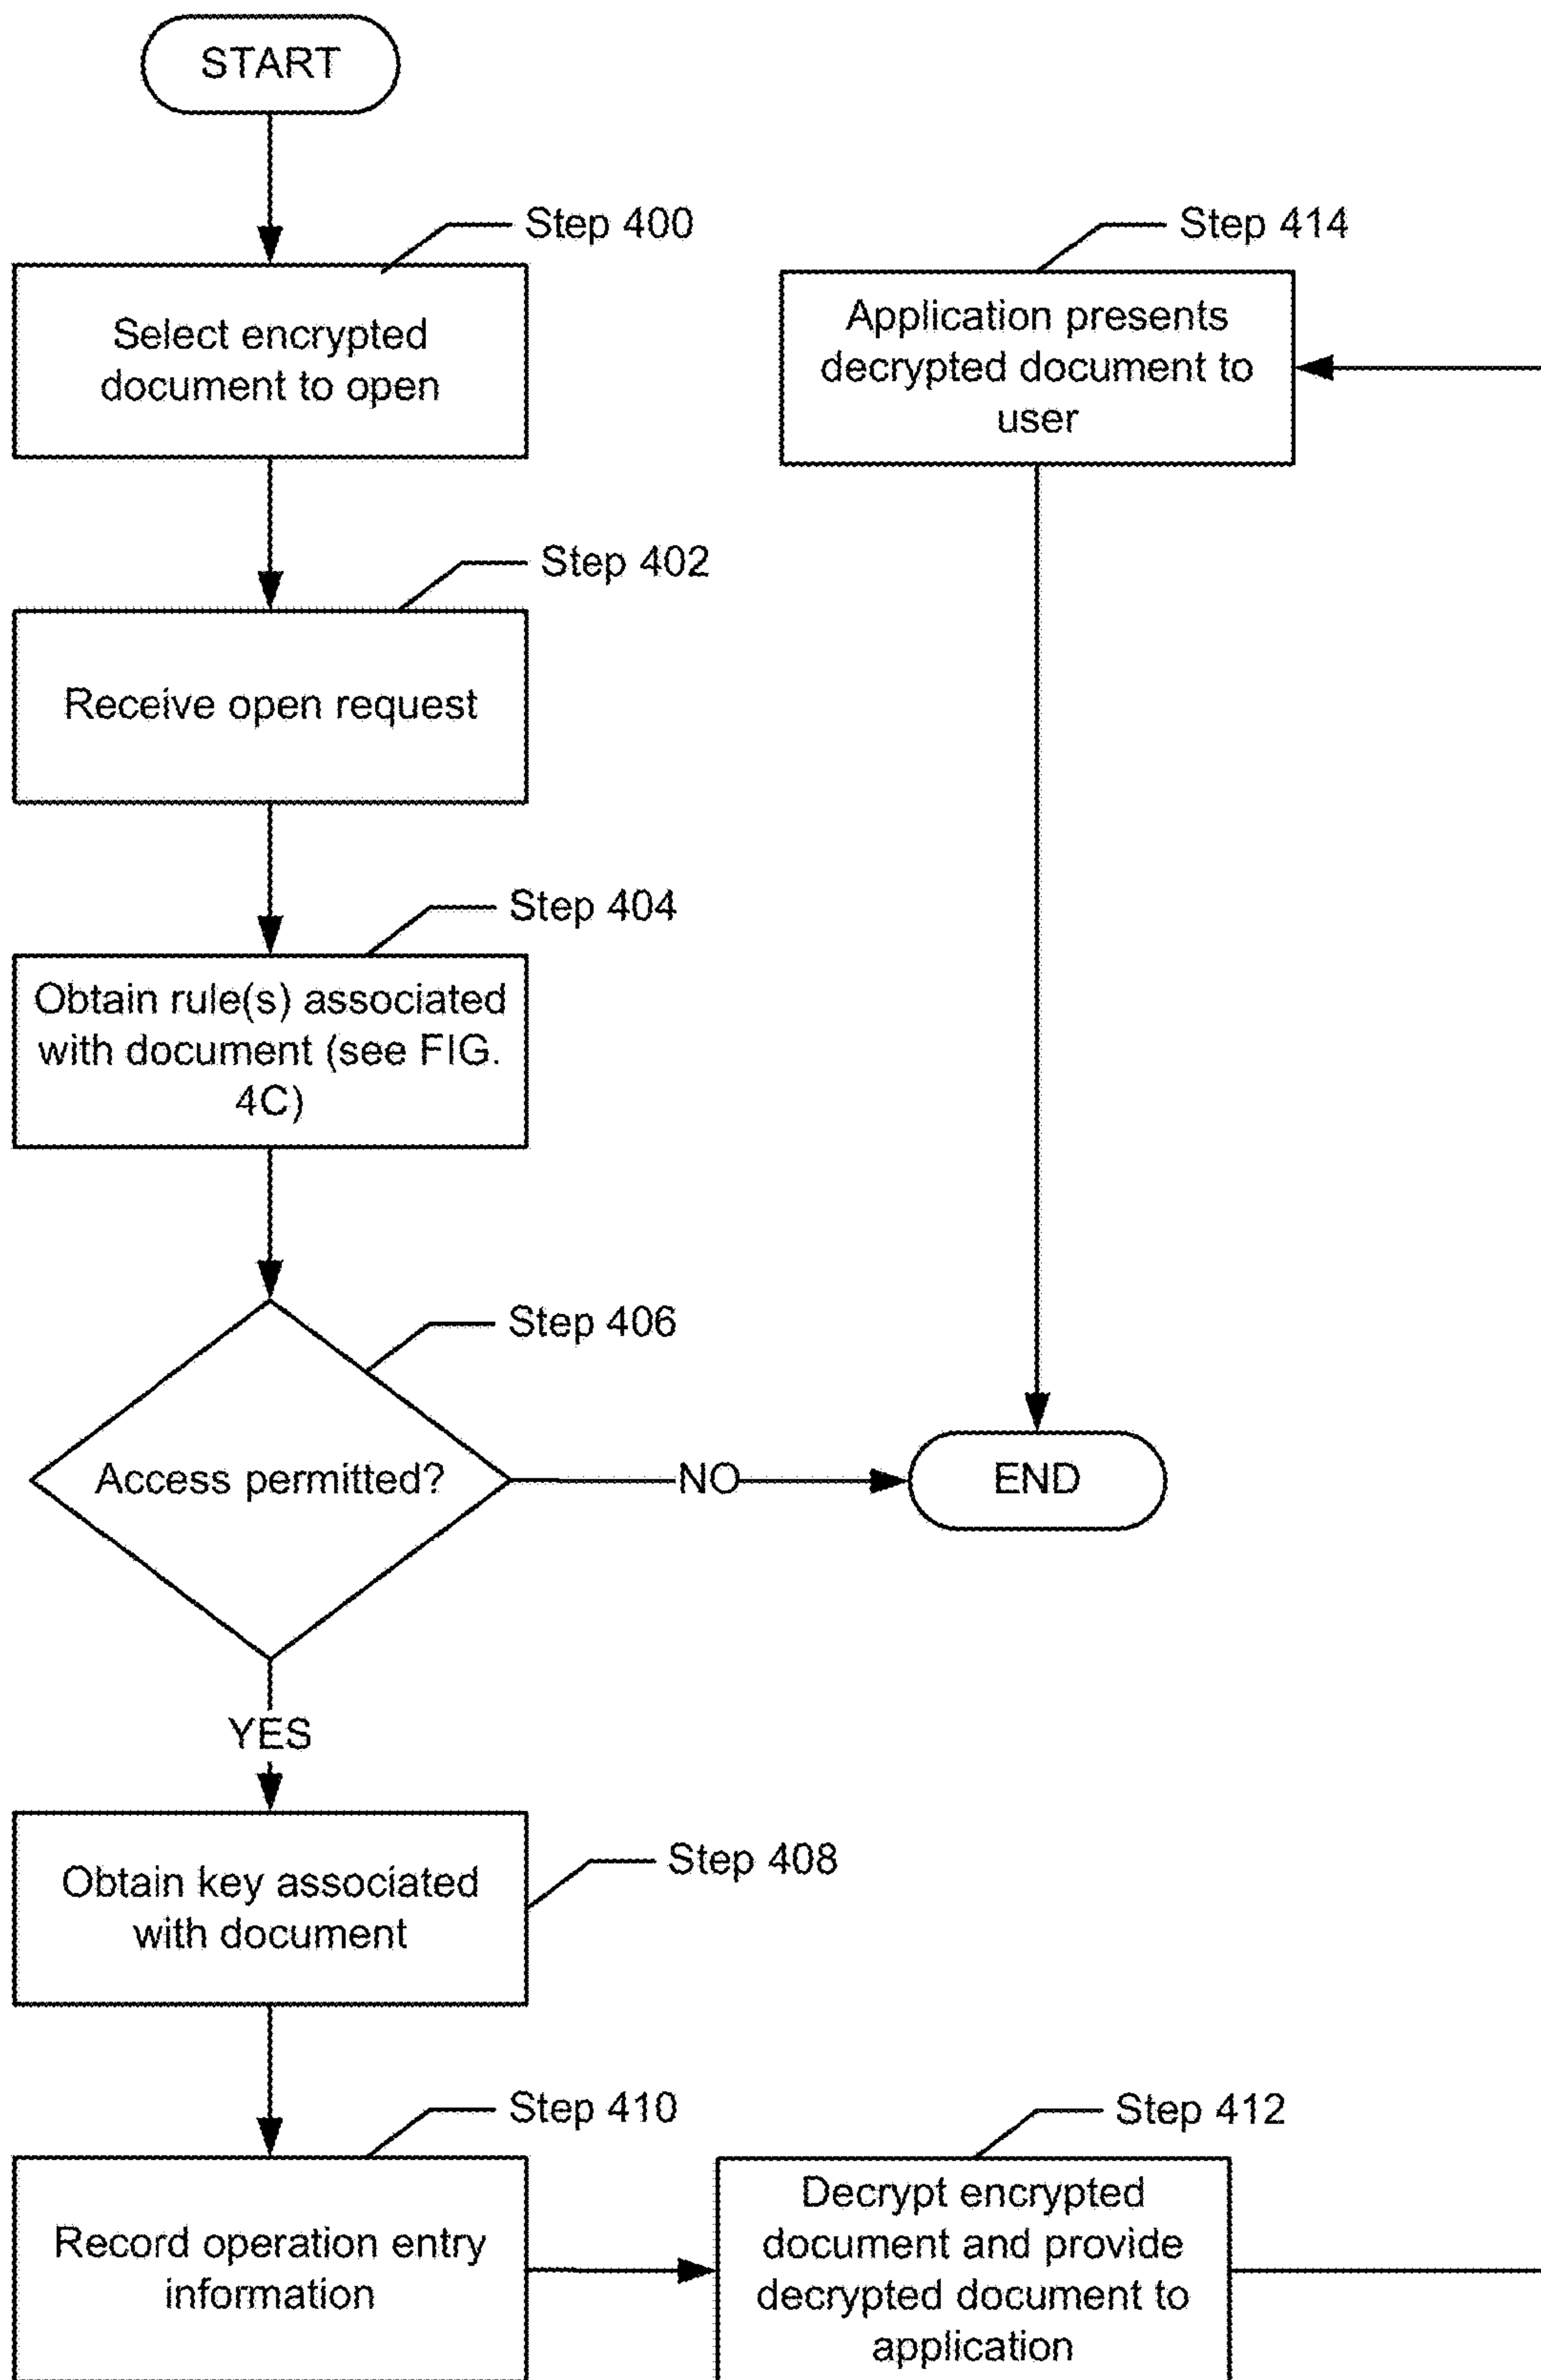 START
Step 400
Select encrypted
document to open
Step 402
Receive open request
Step 404
Obtain rule(s) associated
with document (see FIG.
4C)
Step 406
Access permitted?
NO
END
YES
Step 408
Obtain key associated
with document
Step 410
Record operation entry
information
Step 412
Decrypt encrypted
document and provide
decrypted document to
application
Step 414
Application presents
decrypted document to
user